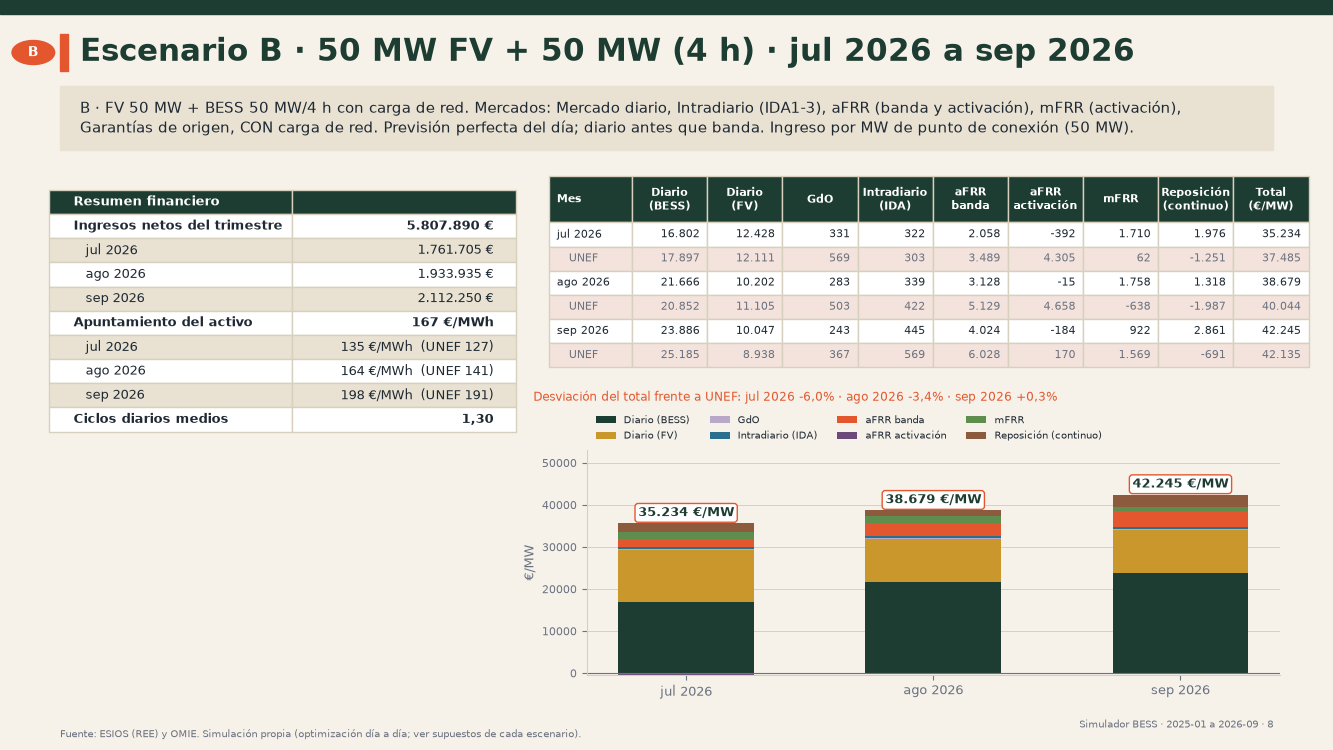 B
Escenario B · 50 MW FV + 50 MW (4 h) · jul 2026 a sep 2026
B · FV 50 MW + BESS 50 MW/4 h con carga de red. Mercados: Mercado diario, Intradiario (IDA1-3), aFRR (banda y activación), mFRR (activación),
Garantías de origen, CON carga de red. Previsión perfecta del día; diario antes que banda. Ingreso por MW de punto de conexión (50 MW).
Resumen financiero
Ingresos netos del trimestre 5.807.890 €
jul 2026 1.761.705 €
ago 2026 1.933.935 €
sep 2026 2.112.250 €
Apuntamiento del activo 167 €/MWh
jul 2026 135 €/MWh (UNEF 127)
ago 2026 164 €/MWh (UNEF 141)
sep 2026 198 €/MWh (UNEF 191)
Ciclos diarios medios 1,30
Mes Diario (BESS) Diario (FV) GdO Intradiario (IDA) aFRR banda aFRR activación mFRR Reposición (continuo) Total (€/MW)
jul 2026 16.802 12.428 331 322 2.058 -392 1.710 1.976 35.234
UNEF 17.897 12.111 569 303 3.489 4.305 62 -1.251 37.485
ago 2026 21.666 10.202 283 339 3.128 -15 1.758 1.318 38.679
UNEF 20.852 11.105 503 422 5.129 4.658 -638 -1.987 40.044
sep 2026 23.886 10.047 243 445 4.024 -184 922 2.861 42.245
UNEF 25.185 8.938 367 569 6.028 170 1.569 -691 42.135
Desviación del total frente a UNEF: jul 2026 -6,0% · ago 2026 -3,4% · sep 2026 +0,3%
Diario (BESS) GdO aFRR banda mFRR
Diario (FV) Intradiario (IDA) aFRR activación Reposición (continuo)
€/MW
50000
40000
30000
20000
10000
0
35.234 €/MW
38.679 €/MW
42.245 €/MW
jul 2026 ago 2026 sep 2026
Simulador BESS · 2025-01 a 2026-09 · 8
Fuente: ESIOS (REE) y OMIE. Simulación propia (optimización día a día; ver supuestos de cada escenario).